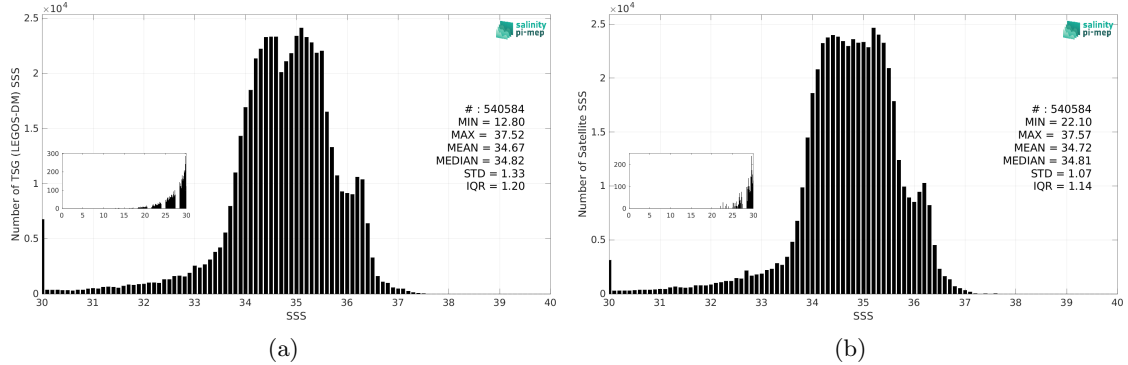 ×10⁴
2.5
2
1.5
1
0.5
0
Number of TSG (LEGOS-DM) SSS
salinity
pi-mep
# : 540584
MIN = 12.80
MAX = 37.52
MEAN = 34.67
MEDIAN = 34.82
STD = 1.33
IQR = 1.20
300
200
100
0
0 5 10 15 20 25 30
30 31 32 33 34 35 36 37 38 39 40
SSS
(a)
×10⁴
2.5
2
1.5
1
0.5
0
Number of Satellite SSS
salinity
pi-mep
# : 540584
MIN = 22.10
MAX = 37.57
MEAN = 34.72
MEDIAN = 34.81
STD = 1.07
IQR = 1.14
200
100
0
0 5 10 15 20 25 30
30 31 32 33 34 35 36 37 38 39 40
SSS
(b)